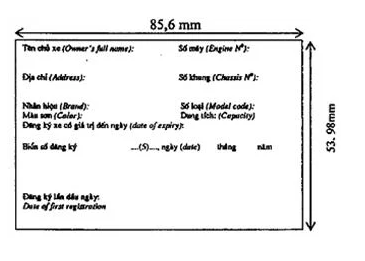 85,6 mm
Tên chủ xe (Owner's full name): Số máy (Engine Nº):
Địa chỉ (Address): Số khung (Chassis Nº):
Nhãn hiệu (Brand): Số loại (Model code):
Màu sơn (Color): Dung tích: (Capacity)
Đăng ký xe có giá trị đến ngày (date of expiry):
Biển số đăng ký ....(5)...., ngày (date) tháng năm
Đăng ký lần đầu ngày:
Date of first registration
53. 98mm